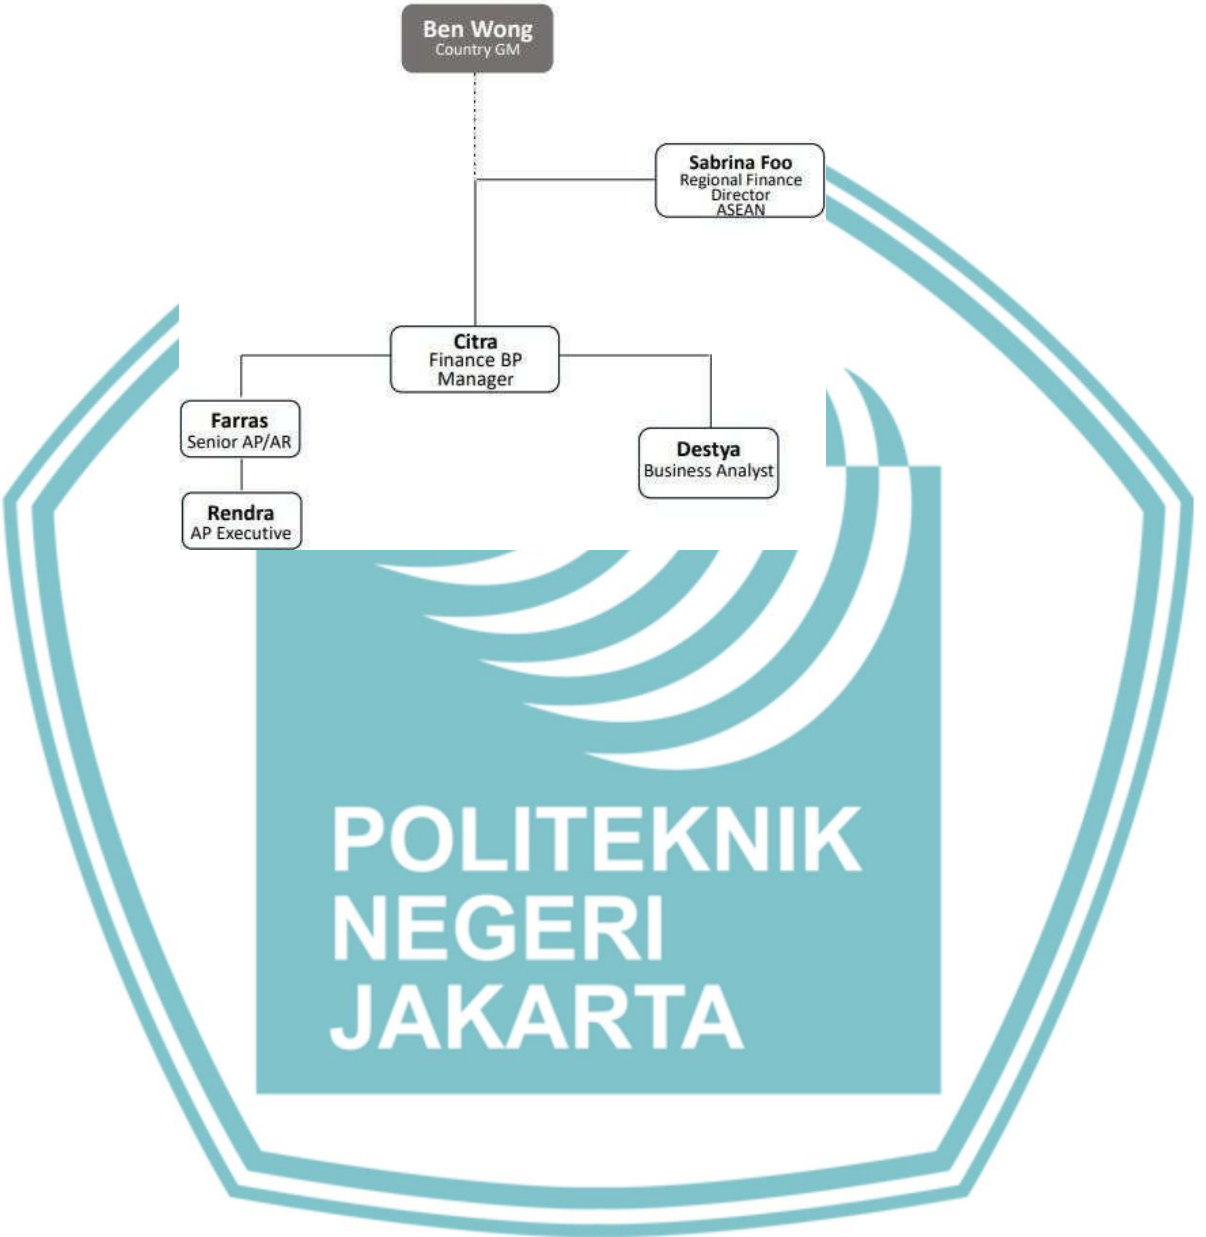 Ben Wong
Country GM
Sabrina Foo
Regional Finance
Director
ASEAN
Citra
Finance BP
Manager
Farras
Senior AP/AR
Destya
Business Analyst
Rendra
AP Executive
POLITEKNIK
NEGERI
JAKARTA